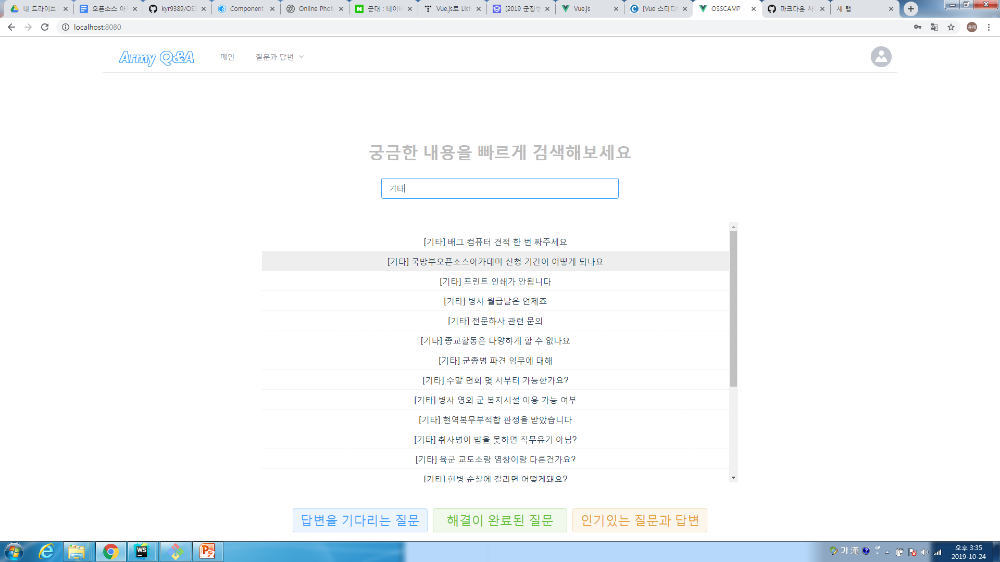 내 드라이브
오픈소스 아
kyr9389/OSS
Component
Online Phot
군대 : 네이버
Vue.js로 List
[2019 군장병
Vue.js
[Vue 스터디
OSSCAMP -
마크다운 사
새 탭
localhost:8080
용래
Army Q&A
메인
질문과 답변
궁금한 내용을 빠르게 검색해보세요
기타
[기타] 배그 컴퓨터 견적 한 번 짜주세요
[기타] 국방부오픈소스아카데미 신청 기간이 어떻게 되나요
[기타] 프린트 인쇄가 안됩니다
[기타] 병사 월급날은 언제죠
[기타] 전문하사 관련 문의
[기타] 종교활동은 다양하게 할 수 없나요
[기타] 군종병 파견 임무에 대해
[기타] 주말 면회 몇 시부터 가능한가요?
[기타] 병사 영외 군 복지시설 이용 가능 여부
[기타] 현역복무부적합 판정을 받았습니다
[기타] 취사병이 밥을 못하면 직무유기 아님?
[기타] 육군 교도소랑 영창이랑 다른건가요?
[기타] 헌병 순찰에 걸리면 어떻게돼요?
답변을 기다리는 질문
해결이 완료된 질문
인기있는 질문과 답변
WS
가 漢
오후 3:35
2019-10-24